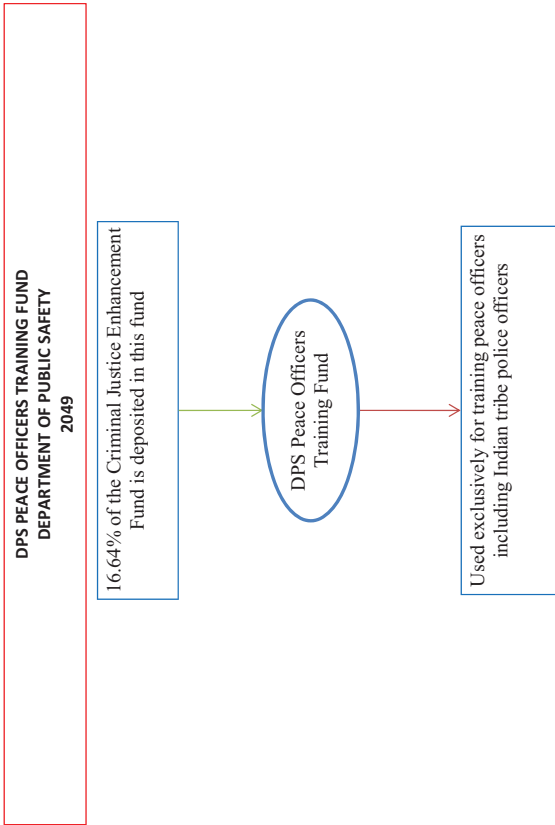 DPS PEACE OFFICERS TRAINING FUND
DEPARTMENT OF PUBLIC SAFETY
2049
16.64% of the Criminal Justice Enhancement
Fund is deposited in this fund
DPS Peace Officers
Training Fund
Used exclusively for training peace officers
including Indian tribe police officers